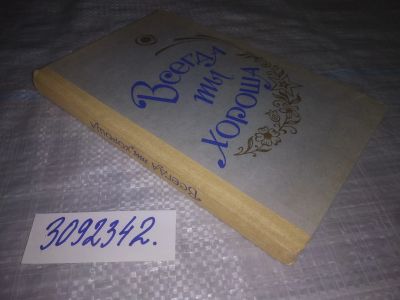 Всегда
ты
хороша
Всегда ты хороша
3092342.